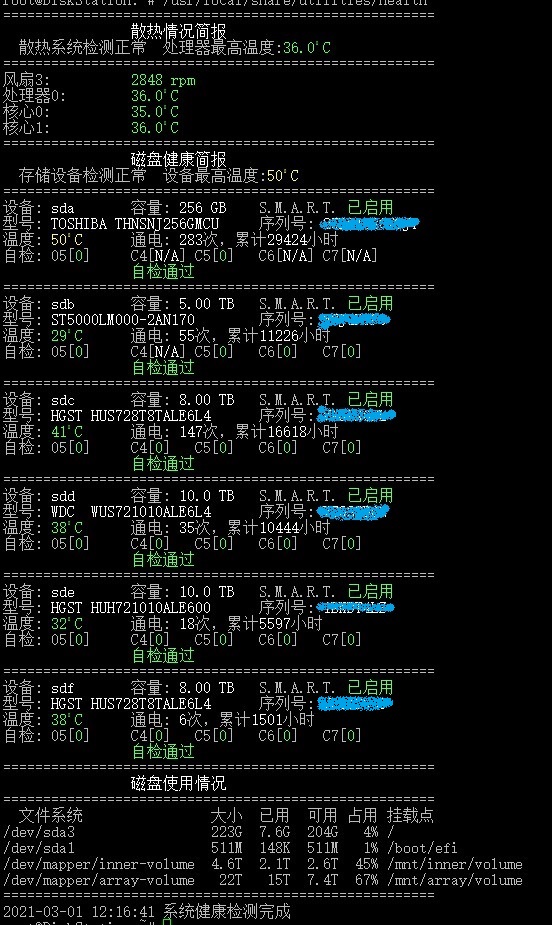 root@DiskStation:~# /usr/local/share/utilities/health
======================================================
散热情况简报
散热系统检测正常 处理器最高温度:36.0°C
======================================================
风扇3: 2848 rpm
处理器0: 36.0°C
核心0: 35.0°C
核心1: 36.0°C
======================================================
磁盘健康简报
存储设备检测正常 设备最高温度:50°C
======================================================
设备: sda 容量: 256 GB S.M.A.R.T. 已启用
型号: TOSHIBA THNSNJ256GMCU 序列号:
温度: 50°C 通电: 283次, 累计29424小时
自检: 05[0] C4[N/A] C5[0] C6[N/A] C7[N/A]
自检通过
======================================================
设备: sdb 容量: 5.00 TB S.M.A.R.T. 已启用
型号: ST5000LM000-2AN170 序列号:
温度: 29°C 通电: 55次, 累计11226小时
自检: 05[0] C4[N/A] C5[0] C6[0] C7[0]
自检通过
======================================================
设备: sdc 容量: 8.00 TB S.M.A.R.T. 已启用
型号: HGST HUS728T8TALE6L4 序列号:
温度: 41°C 通电: 147次, 累计16618小时
自检: 05[0] C4[0] C5[0] C6[0] C7[0]
自检通过
======================================================
设备: sdd 容量: 10.0 TB S.M.A.R.T. 已启用
型号: WDC  WUS721010ALE6L4 序列号:
温度: 38°C 通电: 35次, 累计10444小时
自检: 05[0] C4[0] C5[0] C6[0] C7[0]
自检通过
======================================================
设备: sde 容量: 10.0 TB S.M.A.R.T. 已启用
型号: HGST HUH721010ALE600 序列号:
温度: 32°C 通电: 18次, 累计5597小时
自检: 05[0] C4[0] C5[0] C6[0] C7[0]
自检通过
======================================================
设备: sdf 容量: 8.00 TB S.M.A.R.T. 已启用
型号: HGST HUS728T8TALE6L4 序列号:
温度: 38°C 通电: 6次, 累计1501小时
自检: 05[0] C4[0] C5[0] C6[0] C7[0]
自检通过
======================================================
磁盘使用情况
======================================================
文件系统 大小 已用 可用 占用 挂载点
/dev/sda3 223G 7.6G 204G 4% /
/dev/sda1 511M 148K 511M 1% /boot/efi
/dev/mapper/inner-volume 4.6T 2.1T 2.6T 45% /mnt/inner/volume
/dev/mapper/array-volume 22T 15T 7.4T 67% /mnt/array/volume
======================================================
2021-03-01 12:16:41 系统健康检测完成